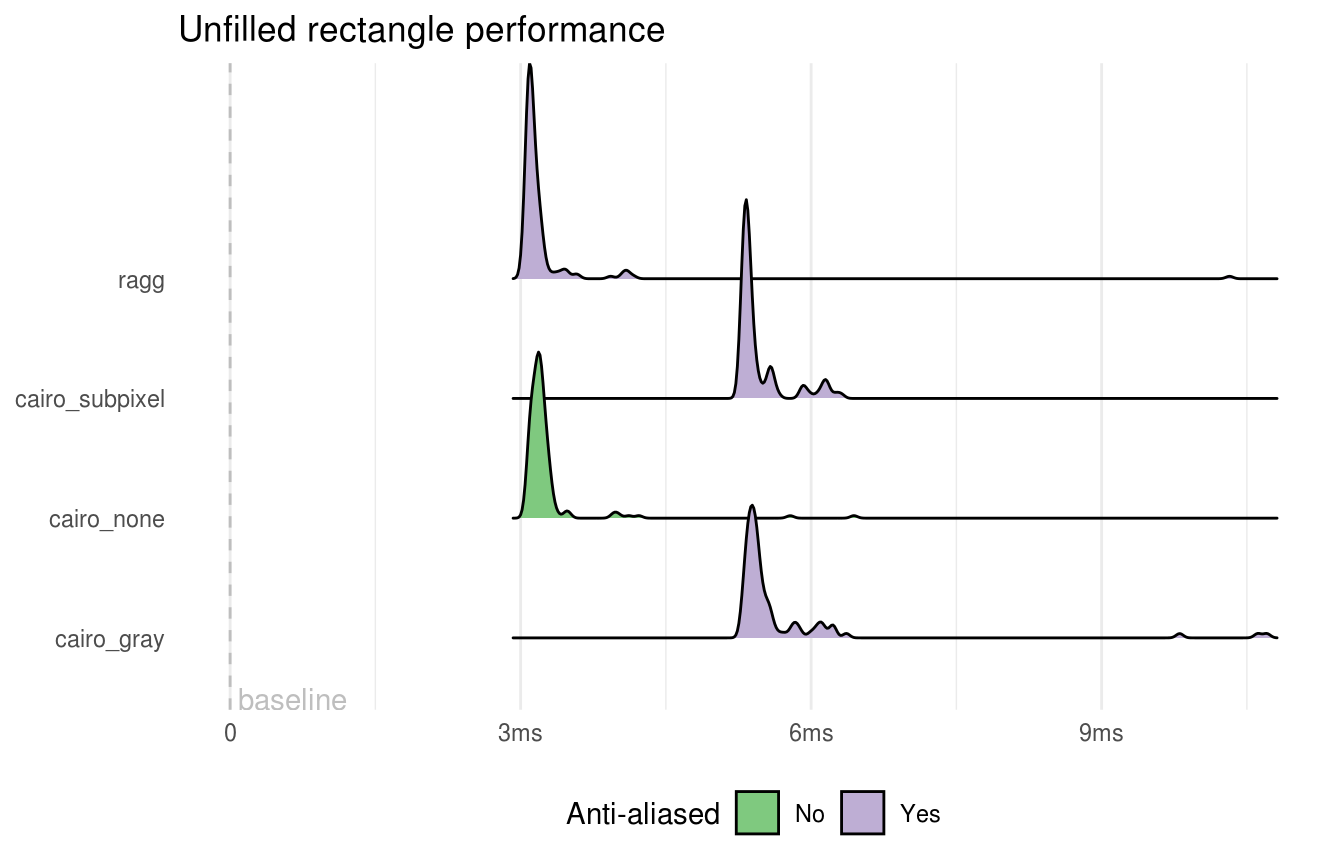 Unfilled rectangle performance
ragg
cairo_subpixel
cairo_none
cairo_gray
baseline
0 3ms 6ms 9ms
Anti-aliased No Yes